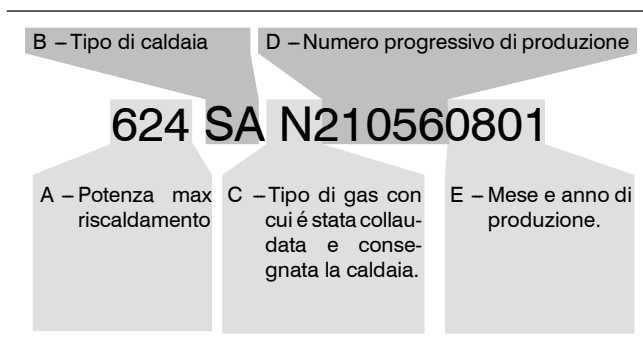 B – Tipo di caldaia
D – Numero progressivo di produzione
624 SA N210560801
A – Potenza max
riscaldamento
C – Tipo di gas con
cui é stata collau-
data e conse-
gnata la caldaia.
E – Mese e anno di
produzione.